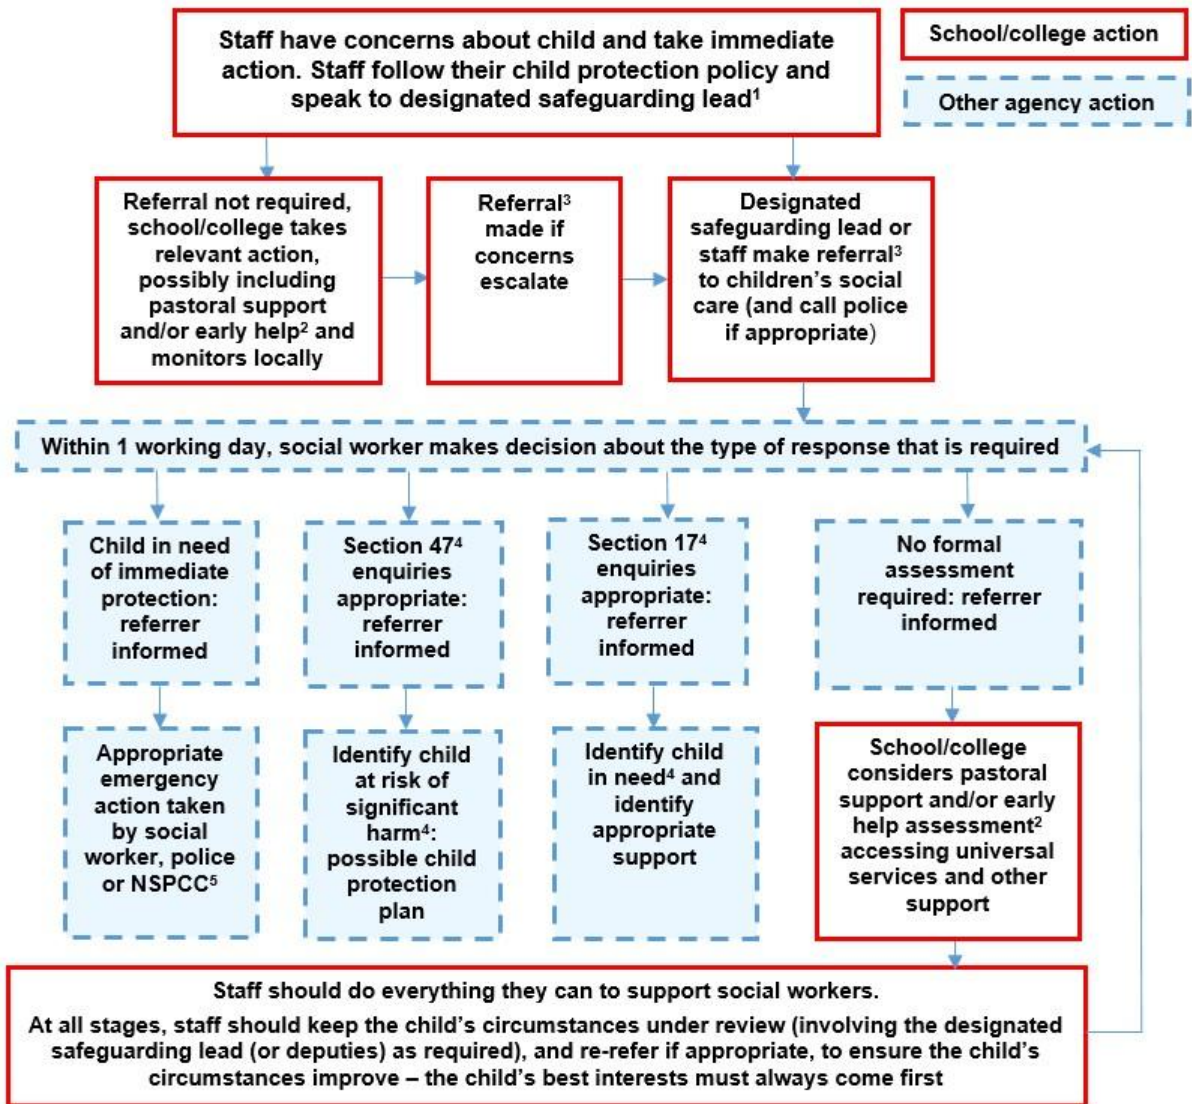 Staff have concerns about child and take immediate
action. Staff follow their child protection policy and
speak to designated safeguarding lead¹
School/college action
Other agency action
Referral not required,
school/college takes
relevant action,
possibly including
pastoral support
and/or early help² and
monitors locally
Referral³
made if
concerns
escalate
Designated
safeguarding lead or
staff make referral³
to children's social
care (and call police
if appropriate)
Within 1 working day, social worker makes decision about the type of response that is required
Child in need
of immediate
protection:
referrer
informed
Section 47⁴
enquiries
appropriate:
referrer
informed
Section 17⁴
enquiries
appropriate:
referrer
informed
No formal
assessment
required: referrer
informed
Appropriate
emergency
action taken
by social
worker, police
or NSPCC⁵
Identify child
at risk of
significant
harm⁴:
possible child
protection
plan
Identify child
in need⁴ and
identify
appropriate
support
School/college
considers pastoral
support and/or early
help assessment²
accessing universal
services and other
support
Staff should do everything they can to support social workers.
At all stages, staff should keep the child's circumstances under review (involving the designated
safeguarding lead (or deputies) as required), and re-refer if appropriate, to ensure the child's
circumstances improve – the child's best interests must always come first